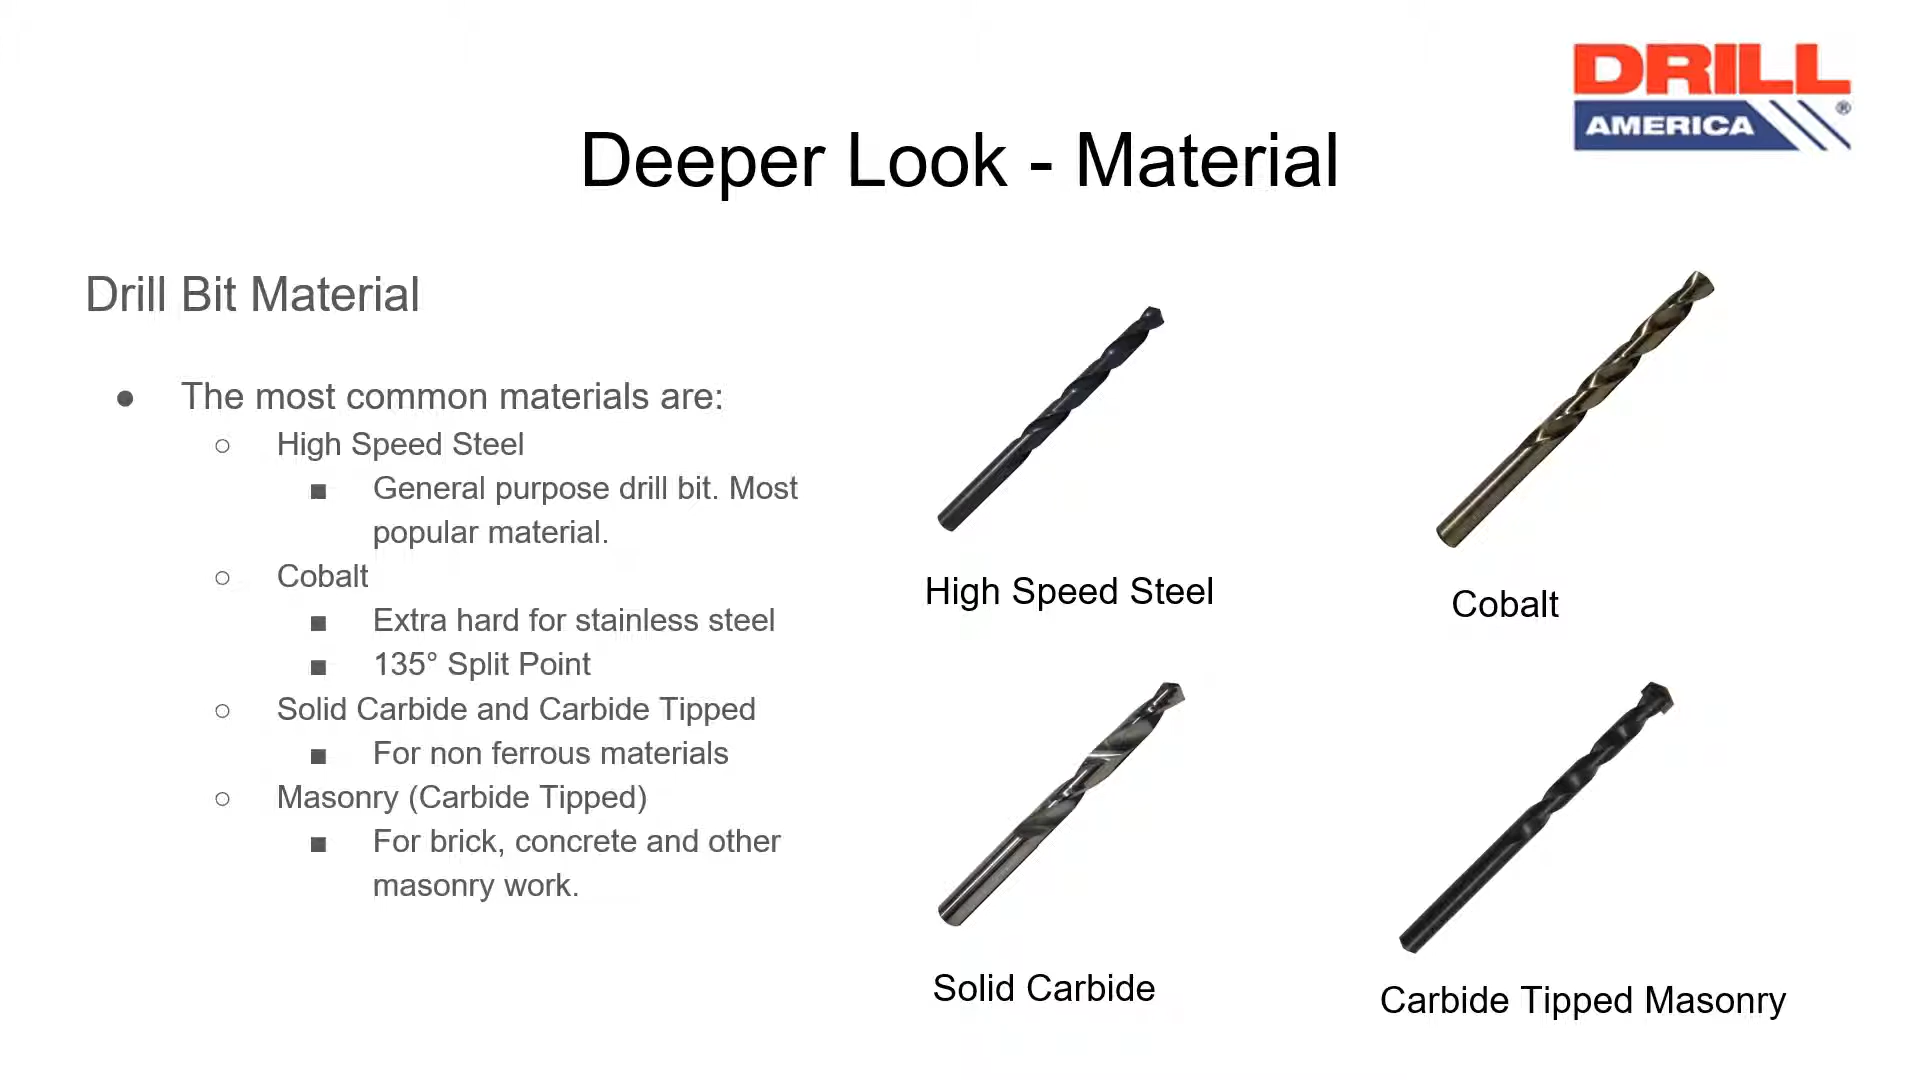 DRILL
AMERICA ®
Deeper Look - Material
Drill Bit Material
● The most common materials are:
○ High Speed Steel
■ General purpose drill bit. Most
popular material.
○ Cobalt
■ Extra hard for stainless steel
■ 135° Split Point
○ Solid Carbide and Carbide Tipped
■ For non ferrous materials
○ Masonry (Carbide Tipped)
■ For brick, concrete and other
masonry work.
High Speed Steel
Cobalt
Solid Carbide
Carbide Tipped Masonry